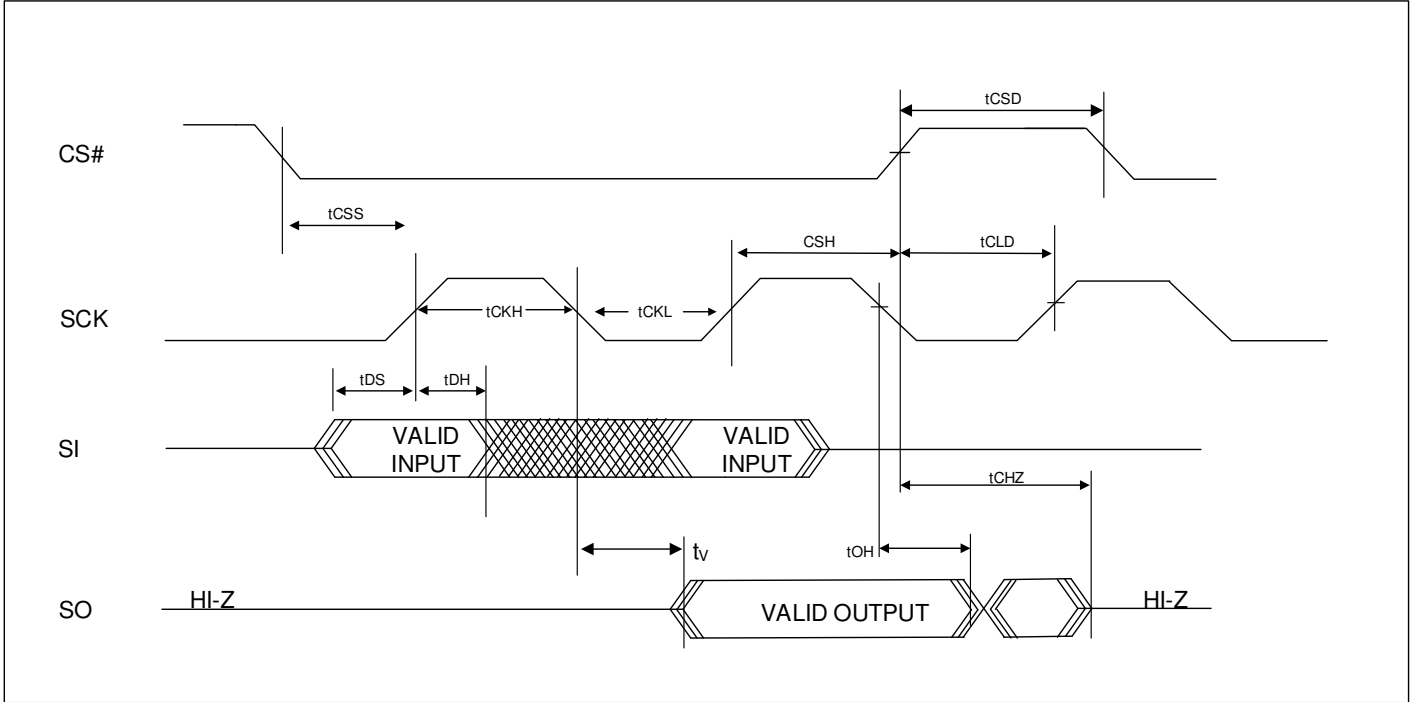 tCSD
CS#
tCSS
CSH
tCLD
SCK
tCKH
tCKL
tDS
tDH
SI
VALID
INPUT
VALID
INPUT
tCHZ
tV
tOH
SO
HI-Z
VALID OUTPUT
HI-Z